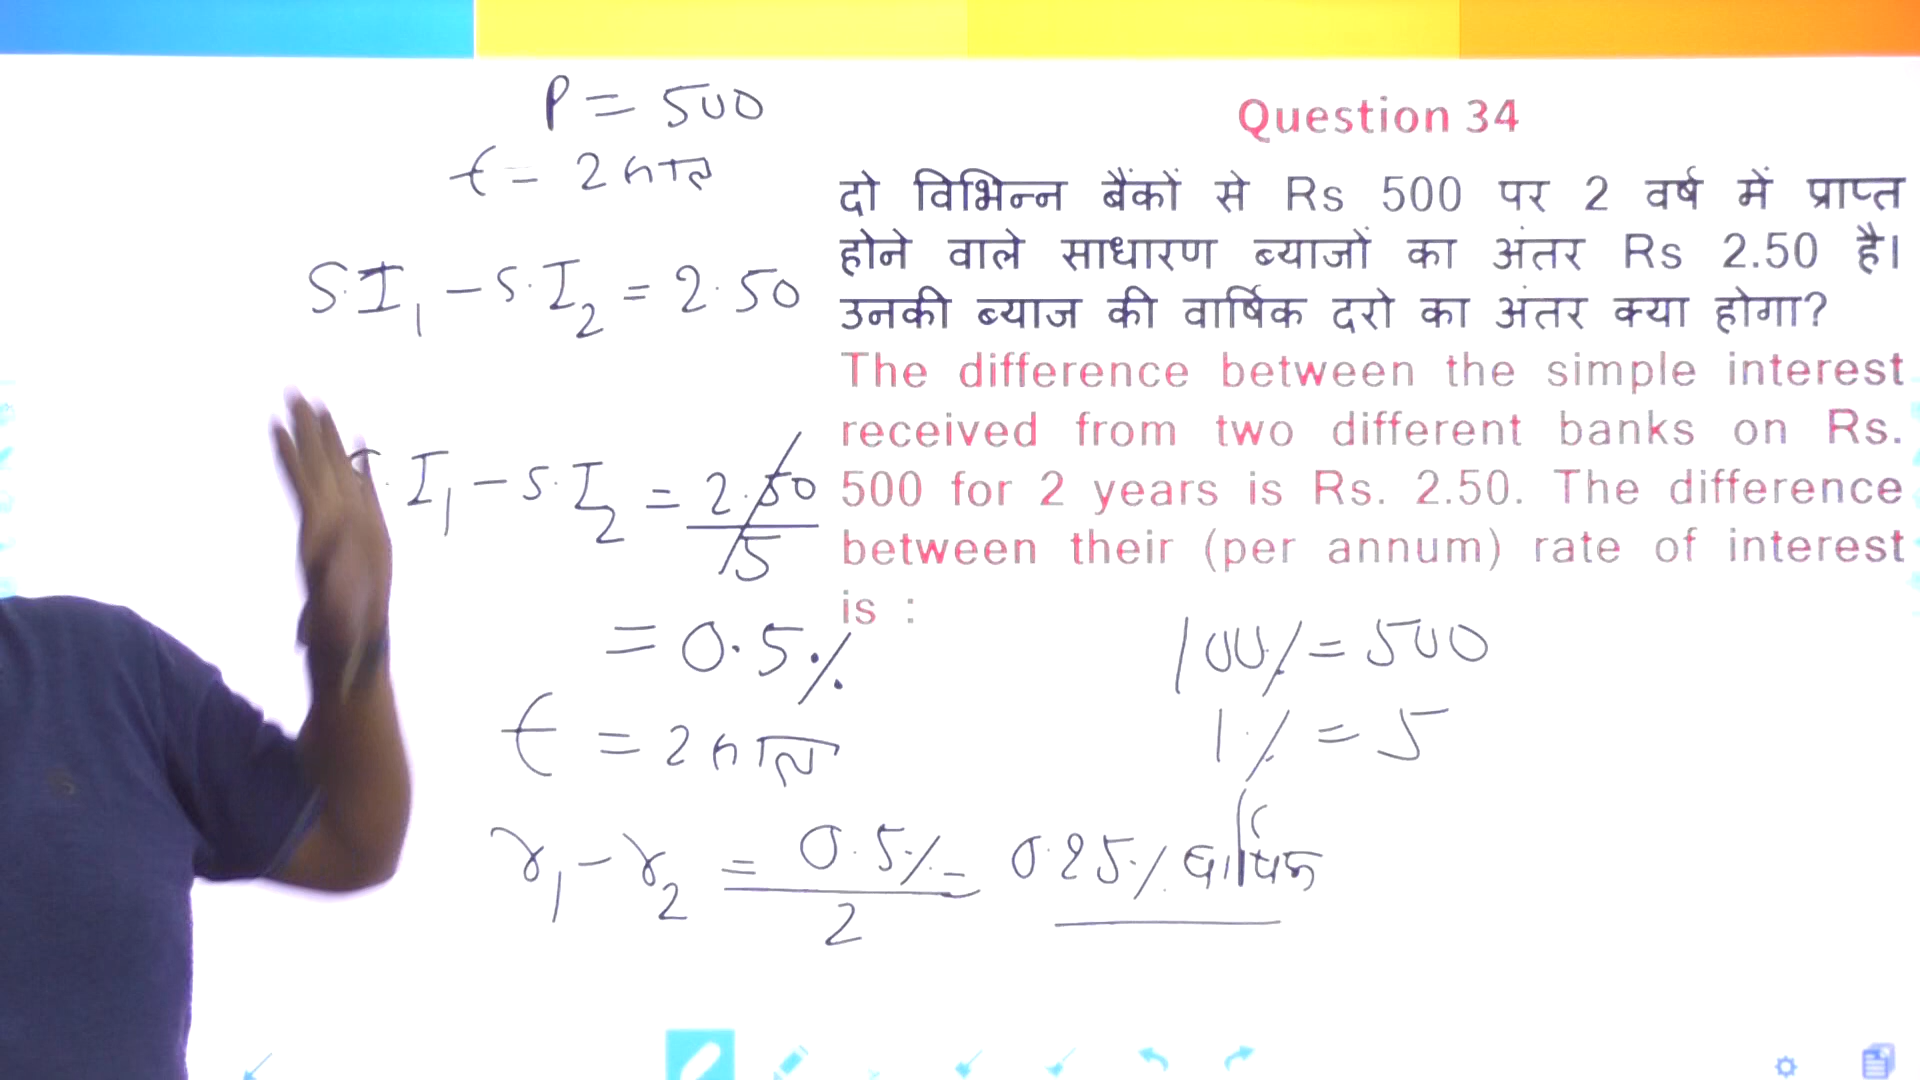 P = 500
t = 2 साल
S.I₁ - S.I₂ = 2.50
I₁ - S.I₂ = 2.50/5
= 0.5%
t = 2 साल
r₁ - r₂ = 0.5%/2 = 0.25% वार्षिक
Question 34
दो विभिन्न बैंकों से Rs 500 पर 2 वर्ष में प्राप्त
होने वाले साधारण ब्याजों का अंतर Rs 2.50 है।
उनकी ब्याज की वार्षिक दरो का अंतर क्या होगा?
The difference between the simple interest
received from two different banks on Rs.
500 for 2 years is Rs. 2.50. The difference
between their (per annum) rate of interest
is :
100% = 500
1% = 5